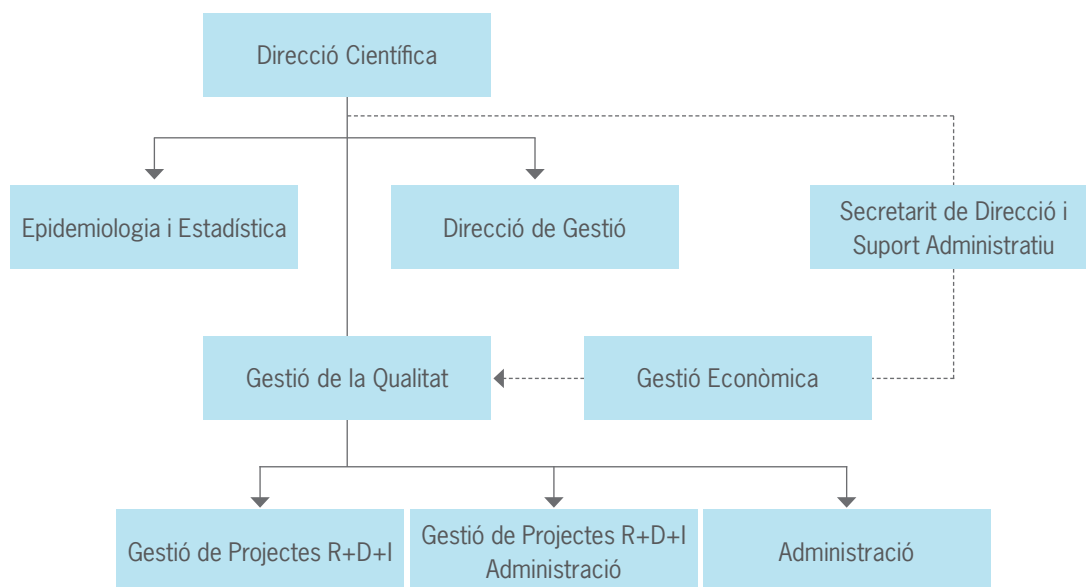 Direcció Científica
Epidemiologia i Estadística
Direcció de Gestió
Secretarit de Direcció i
Suport Administratiu
Gestió de la Qualitat
Gestió Econòmica
Gestió de Projectes R+D+I
Gestió de Projectes R+D+I
Administració
Administració